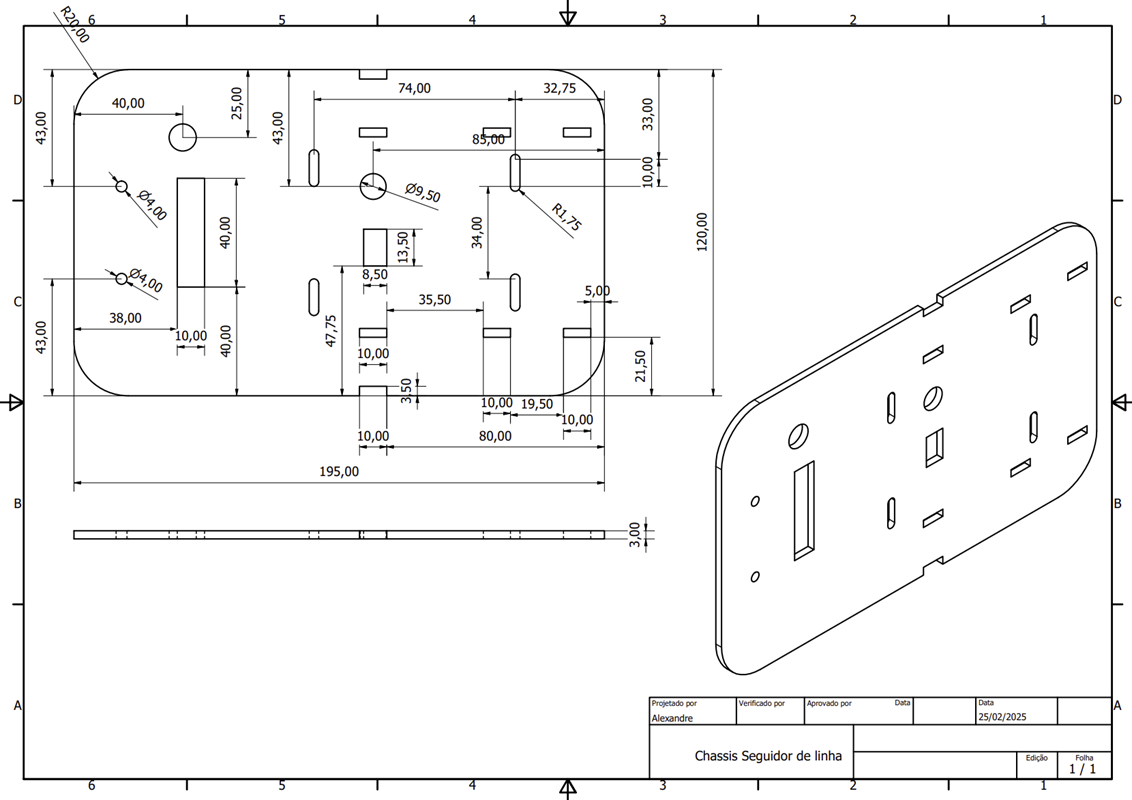 6 5 4 3 2 1
R20,00
D
D
74,00
32,75
40,00
25,00
43,00
43,00
33,00
85,00
10,00
Ø9,50
Ø4,00
R1,75
40,00
13,50
34,00
120,00
8,50
Ø4,00
C
C
5,00
35,50
38,00
10,00
40,00
43,00
47,75
10,00
21,50
3,50
10,00
19,50
10,00
10,00
80,00
195,00
B
B
3,00
A
A
Projetado por
Alexandre
Verificado por
Aprovado por
Data
Data
25/02/2025
Chassis Seguidor de linha
Edição
Folha
1 / 1
6 5 4 3 2 1